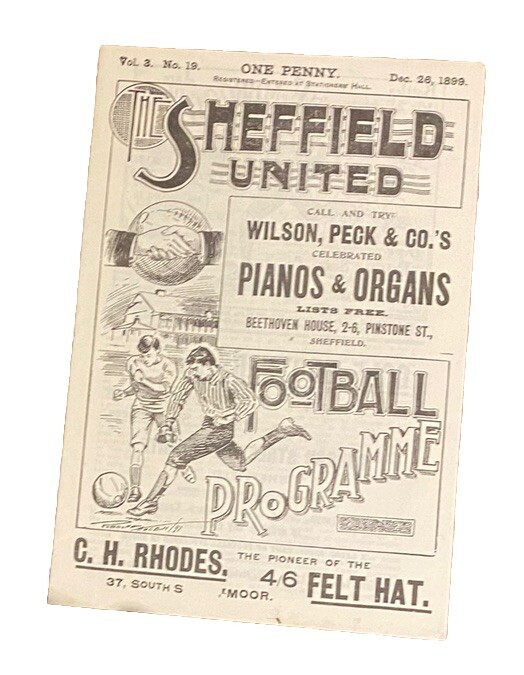 Vol. 3. No. 19.
ONE PENNY.
Dec. 26, 1899.
REGISTERED—ENTERED AT STATIONERS' HALL.
THE SHEFFIELD
UNITED
CALL AND TRY
WILSON, PECK & CO.'S
CELEBRATED
PIANOS & ORGANS
LISTS FREE.
BEETHOVEN HOUSE, 2-6, PINSTONE ST.,
SHEFFIELD.
FOOTBALL
PROGRAMME
C. H. RHODES,
THE PIONEER OF THE
4/6 FELT HAT.
37, SOUTH S MOOR.